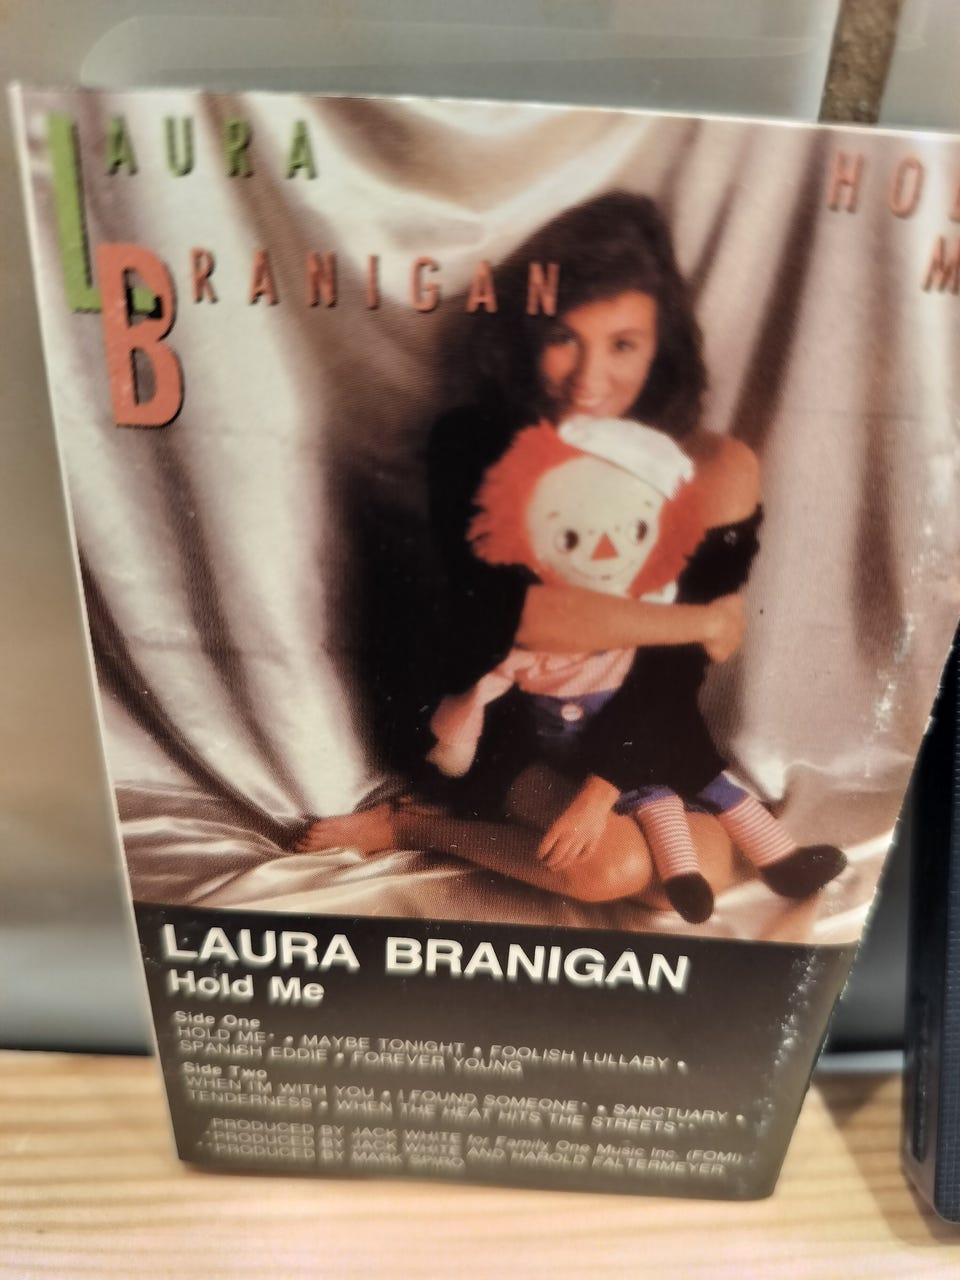 LAURA
BRANIGAN
HO
M
LAURA BRANIGAN
Hold Me
Side One
HOLD ME* • MAYBE TONIGHT • FOOLISH LULLABY •
SPANISH EDDIE • FOREVER YOUNG
Side Two
WHEN I'M WITH YOU • I FOUND SOMEONE* • SANCTUARY •
TENDERNESS • WHEN THE HEAT HITS THE STREETS**
PRODUCED BY JACK WHITE for Family One Music Inc. (FOMI)
*PRODUCED BY JACK WHITE AND HAROLD FALTERMEYER
**PRODUCED BY MARK SPIRO